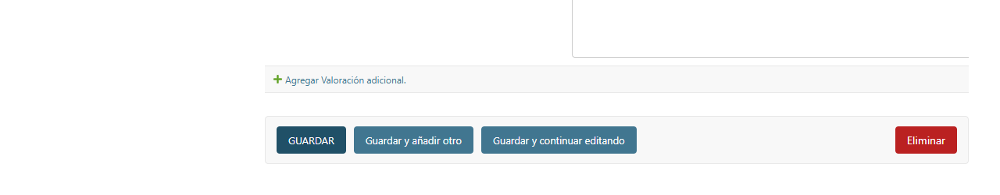 Agregar Valoración adicional.
GUARDAR Guardar y añadir otro Guardar y continuar editando Eliminar